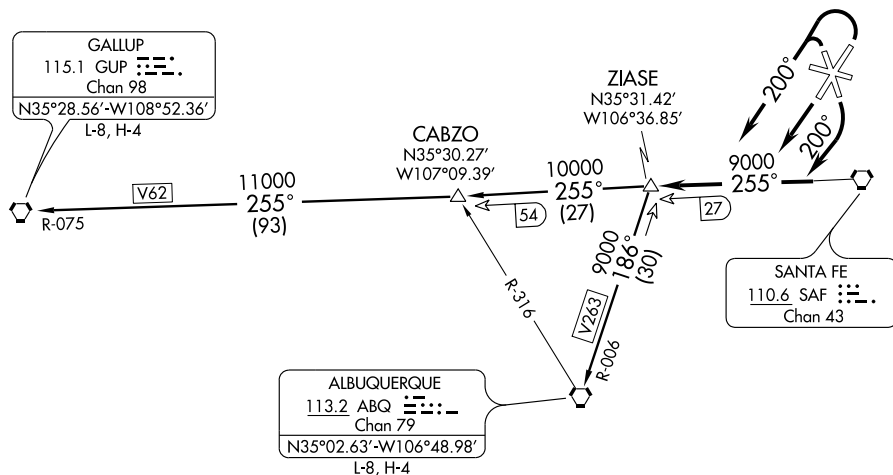 GALLUP
115.1 GUP
Chan 98
N35°28.56′-W108°52.36′
L-8, H-4
ZIASE
N35°31.42′
W106°36.85′
200°
200°
CABZO
N35°30.27′
W107°09.39′
V62
11000
255°
(93)
R-075
10000
255°
(27)
54
9000
255°
27
9000
186°
(30)
V263
R-006
R-316
SANTA FE
110.6 SAF
Chan 43
ALBUQUERQUE
113.2 ABQ
Chan 79
N35°02.63′-W106°48.98′
L-8, H-4